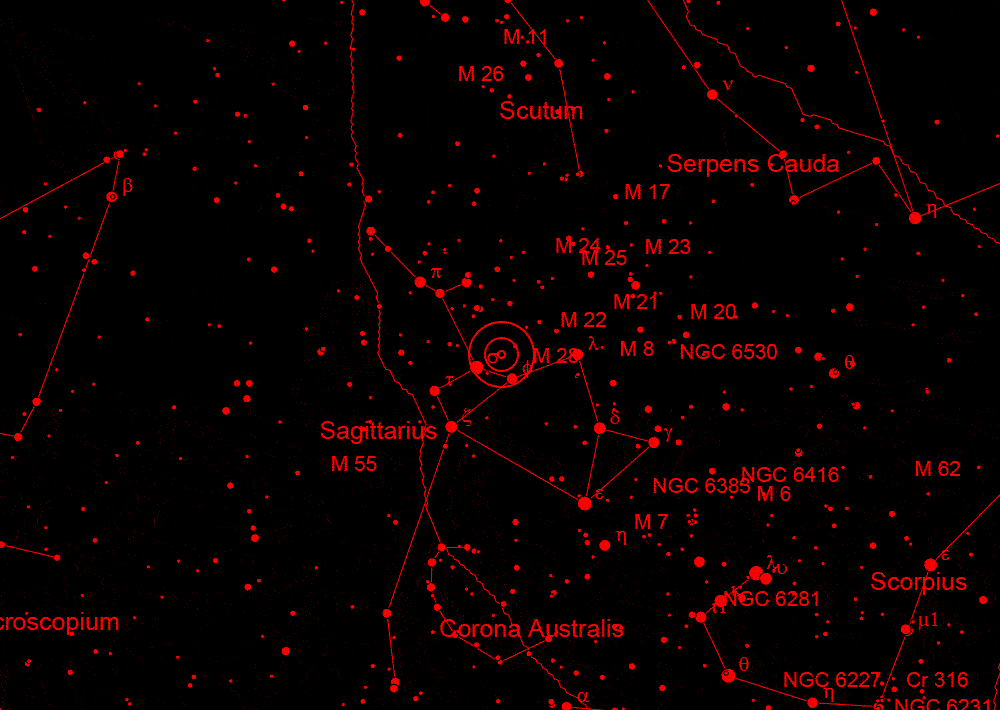 M 11
M 26
ν
Scutum
Serpens Cauda
β
M 17
η
M 24
M 23
M 25
π
M 21
M 20
M 22
λ
M 28
M 8
NGC 6530
θ
φ
τ
ζ
δ
Sagittarius
γ
M 55
M 62
NGC 6416
NGC 6383
ε
M 6
M 7
η
ε
λ
υ
Scorpius
NGC 6281
croscopium
Corona Australis
μ1
θ
NGC 6227
Cr 316
η
α
NGC 6231